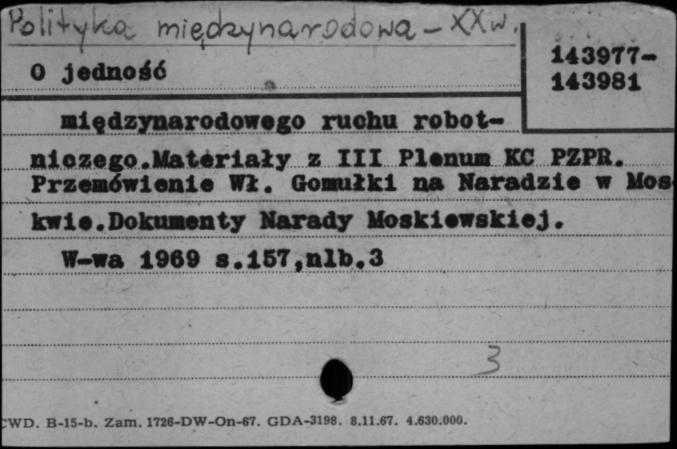 Polityka międzynarodowa – XXw.
143977-
143981
O jedność
międzynarodowego ruchu robot-
niczego.Materiały z III Plenum KC PZPR.
Przemówienie Wł. Gomułki na Naradzie w Mos
kwie.Dokumenty Narady Moskiewskiej.
W-wa 1969 s.157,nlb.3
3
CWD. B-15-b. Zam. 1726-DW-On-67. GDA-3198. 8.11.67. 4.630.000.